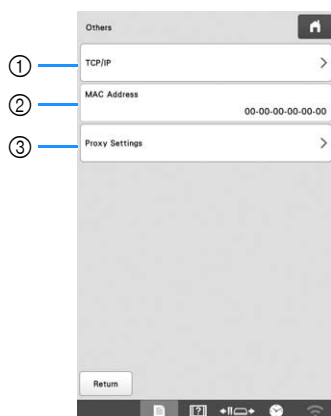 Others
① TCP/IP
② MAC Address
00-00-00-00-00-00
③ Proxy Settings
Return